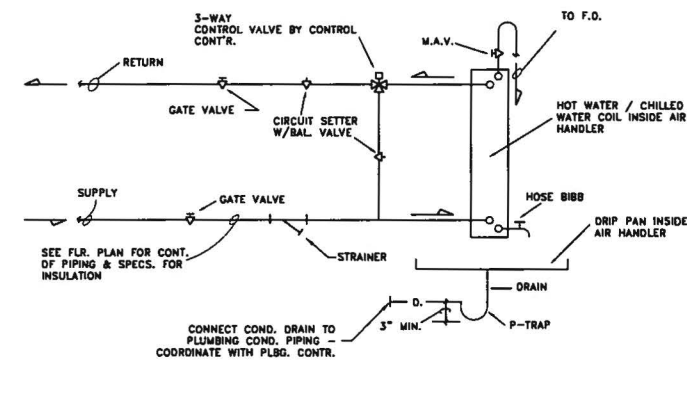 3-WAY
CONTROL VALVE BY CONTROL
CONT'R.
TO F.D.
M.A.V.
RETURN
GATE VALVE
CIRCUIT SETTER
W/BAL. VALVE
HOT WATER / CHILLED
WATER COIL INSIDE AIR
HANDLER
SUPPLY
GATE VALVE
HOSE BIBB
DRIP PAN INSIDE
AIR HANDLER
SEE FLR. PLAN FOR CONT.
OF PIPING & SPECS. FOR
INSULATION
STRAINER
DRAIN
D.
3" MIN.
P-TRAP
CONNECT COND. DRAIN TO
PLUMBING COND. PIPING -
COORDINATE WITH PLBG. CONTR.